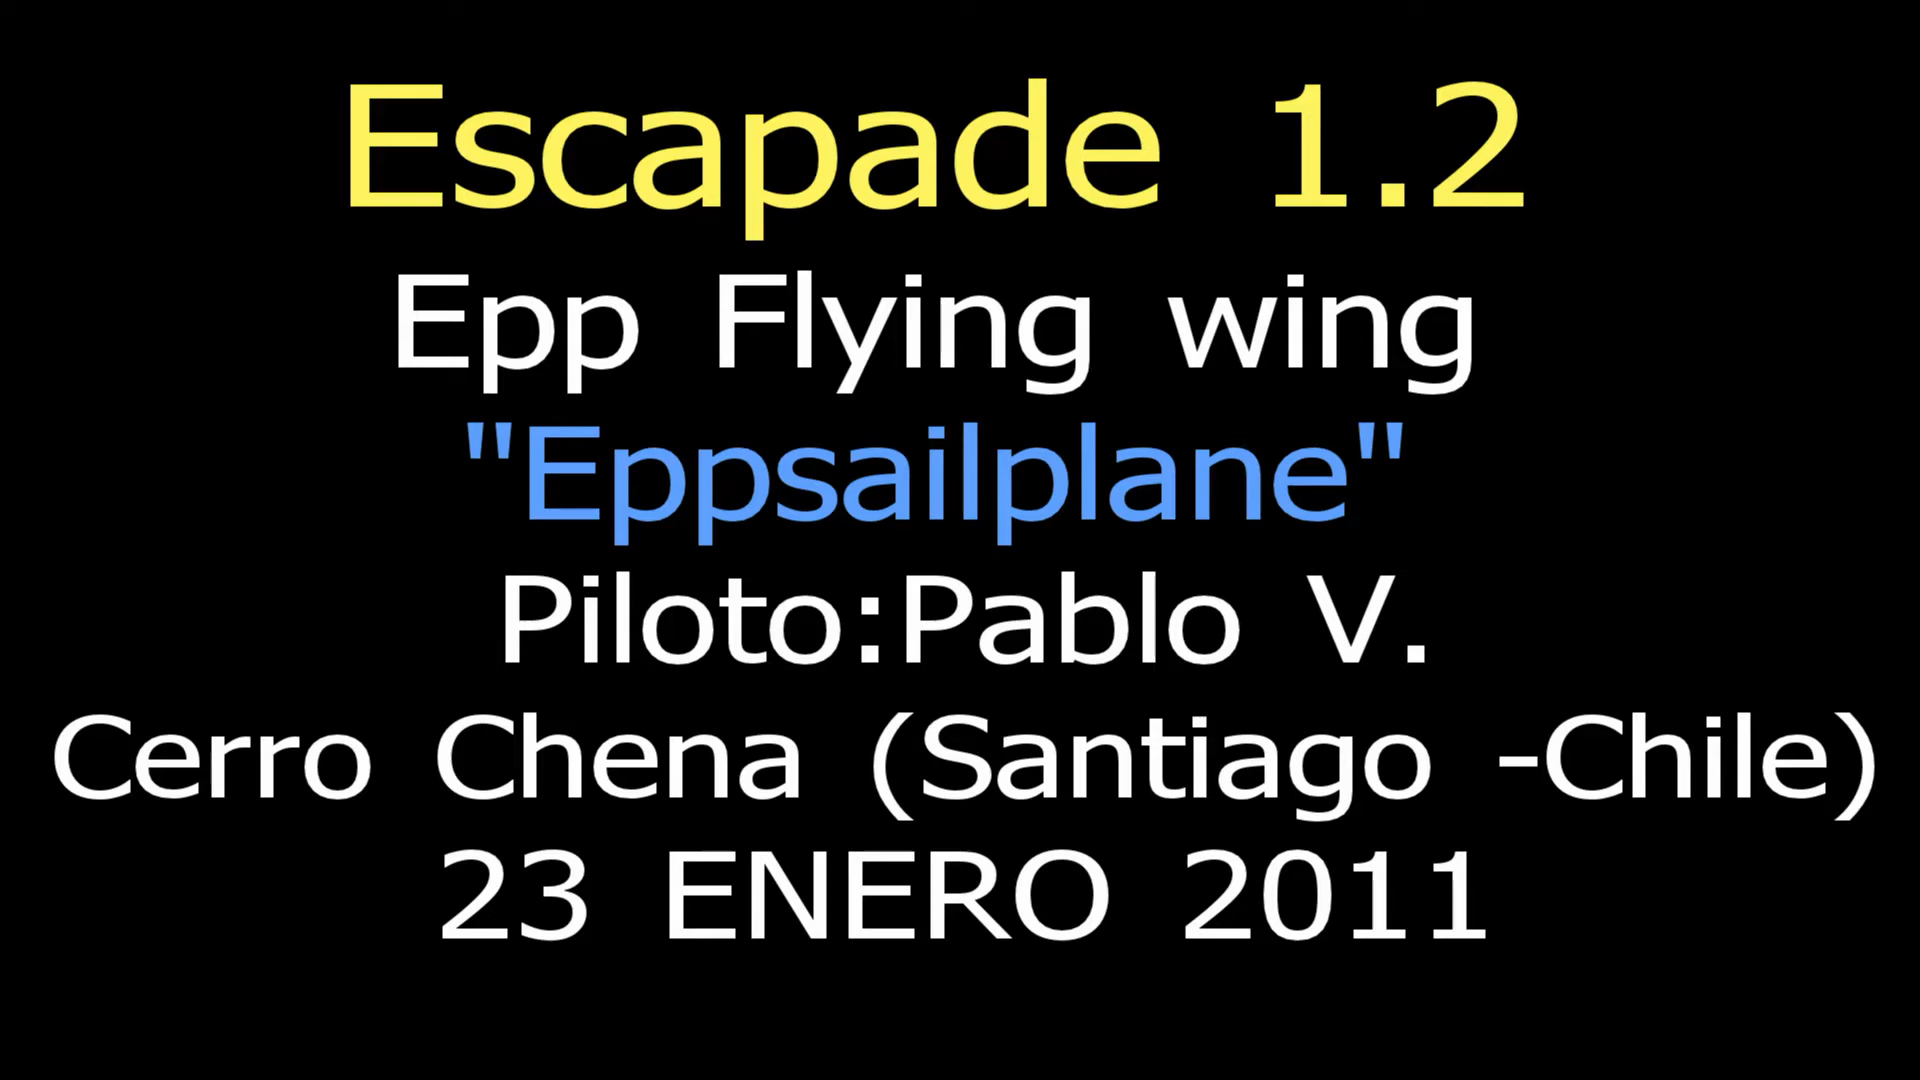 Escapade 1.2
Epp Flying wing
"Eppsailplane"
Piloto:Pablo V.
Cerro Chena (Santiago -Chile)
23 ENERO 2011